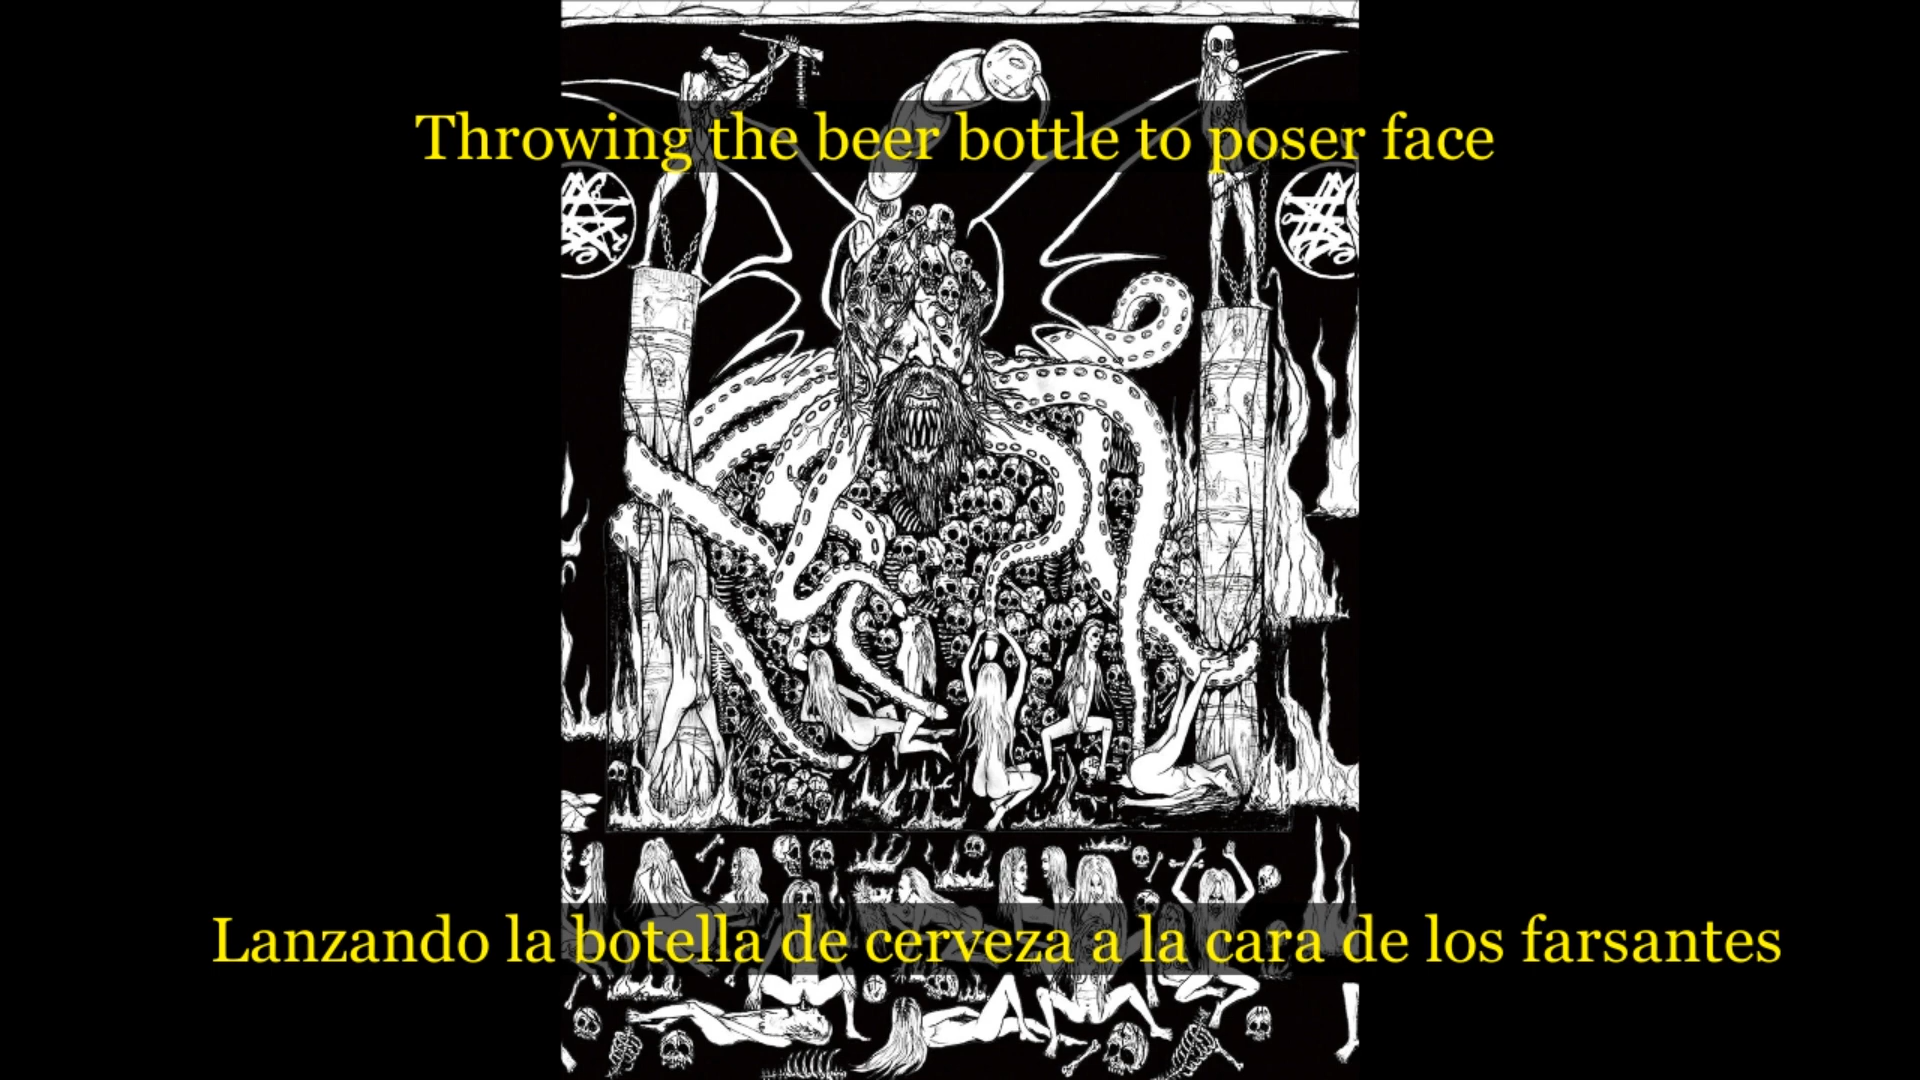 Throwing the beer bottle to poser face
Lanzando la botella de cerveza a la cara de los farsantes